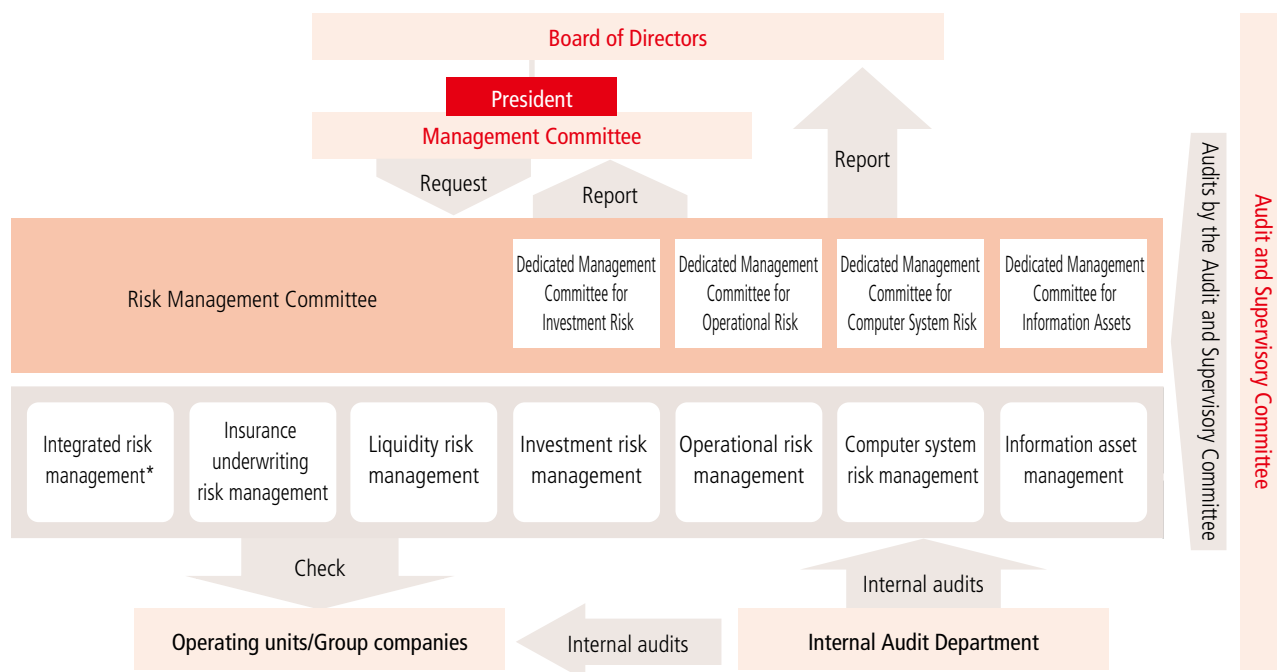 Board of Directors
President
Management Committee
Request
Report
Report
Risk Management Committee
Dedicated Management
Committee for
Investment Risk
Dedicated Management
Committee for
Operational Risk
Dedicated Management
Committee for
Computer System Risk
Dedicated Management
Committee for
Information Assets
Integrated risk
management*
Insurance
underwriting
risk management
Liquidity risk
management
Investment risk
management
Operational risk
management
Computer system
risk management
Information asset
management
Check
Internal audits
Operating units/Group companies
Internal audits
Internal Audit Department
Audits by the Audit and Supervisory Committee
Audit and Supervisory Committee